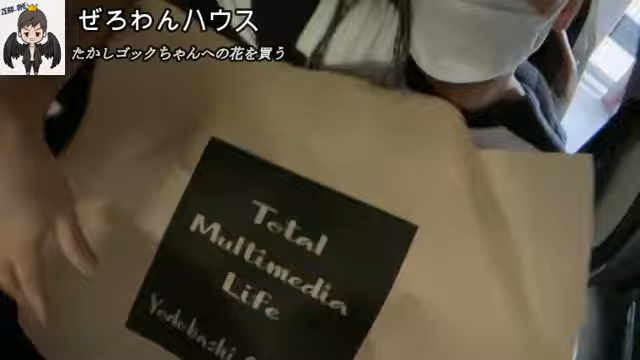 ZERO_ONE
ぜろわんハウス
たかしゴックちゃんへの花を買う
Total
Multimedia
Life
Yodobashi